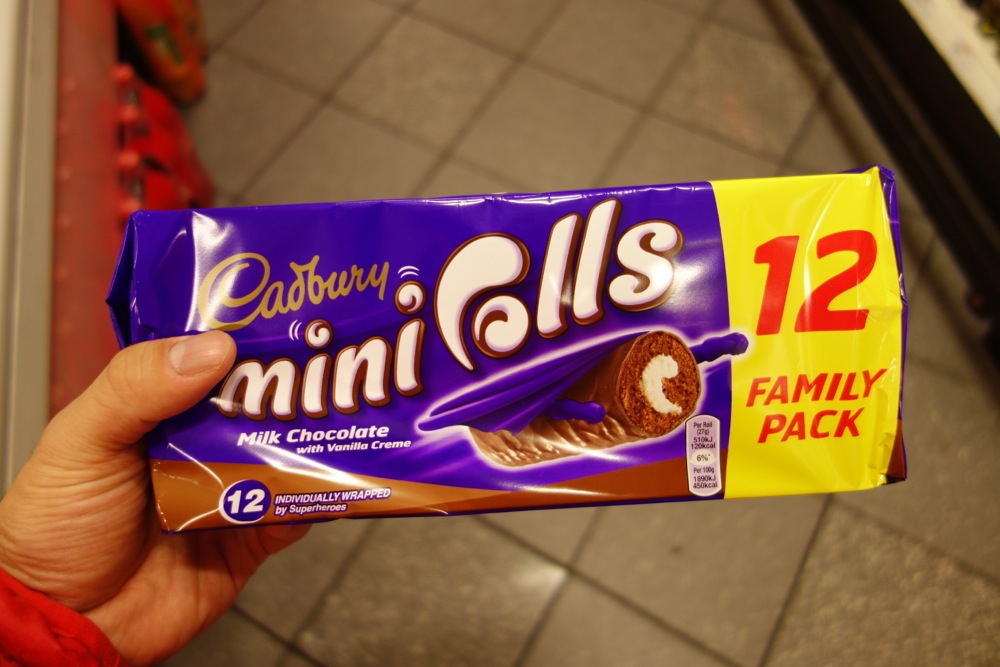 Cadbury
mini Rolls
Milk Chocolate
with Vanilla Creme
12 INDIVIDUALLY WRAPPED
by Superheroes
12
FAMILY
PACK
Per Roll
(27g)
510kJ
120kcal
6%*
Per 100g
1890kJ
450kcal